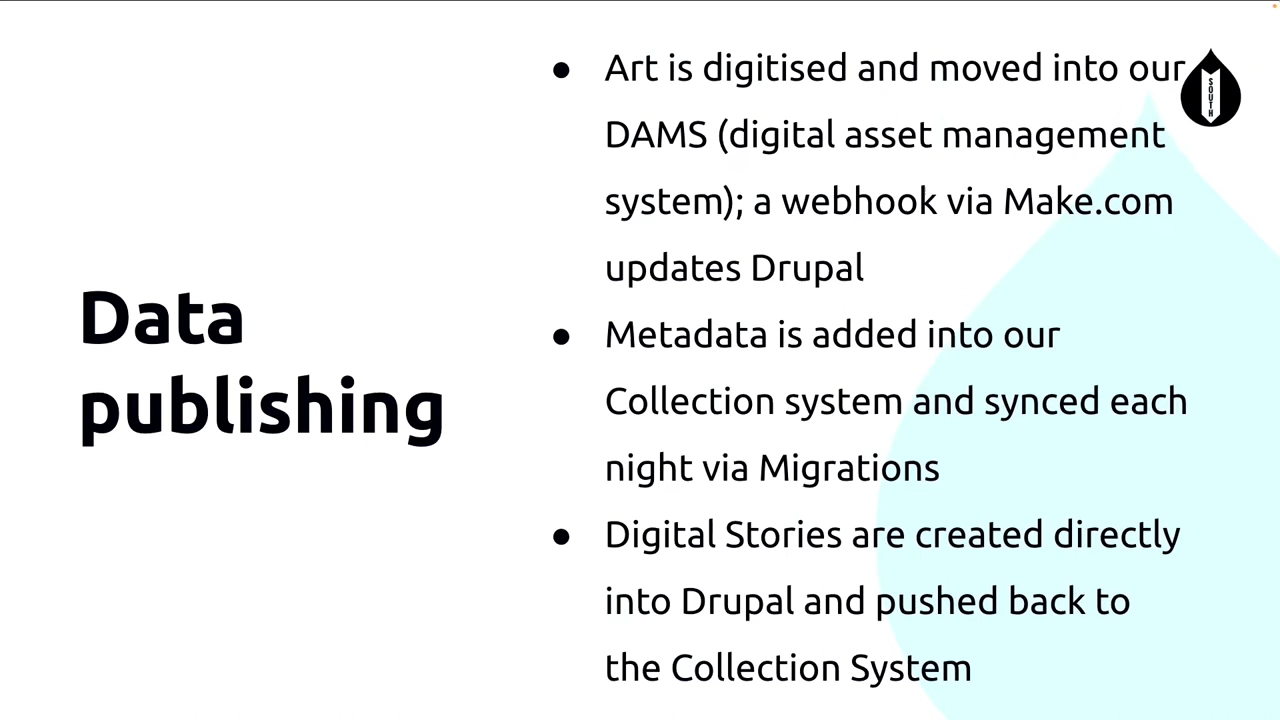 Data
publishing
● Art is digitised and moved into our
DAMS (digital asset management
system); a webhook via Make.com
updates Drupal
● Metadata is added into our
Collection system and synced each
night via Migrations
● Digital Stories are created directly
into Drupal and pushed back to
the Collection System
SOUTH